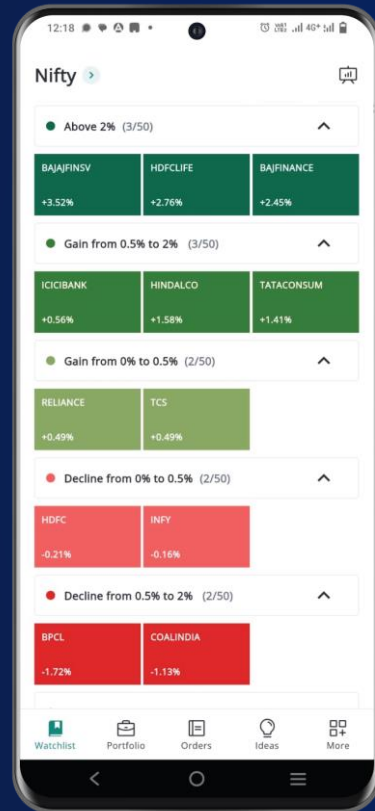 12:18
4G+
Nifty
Above 2% (3/50)
BAJAJFINSV HDFCLIFE BAJFINANCE
+3.52% +2.76% +2.45%
Gain from 0.5% to 2% (3/50)
ICICIBANK HINDALCO TATACONSUM
+0.56% +1.58% +1.41%
Gain from 0% to 0.5% (2/50)
RELIANCE TCS
+0.49% +0.49%
Decline from 0% to 0.5% (2/50)
HDFC INFY
-0.21% -0.16%
Decline from 0.5% to 2% (2/50)
BPCL COALINDIA
-1.72% -1.13%
Watchlist Portfolio Orders Ideas More